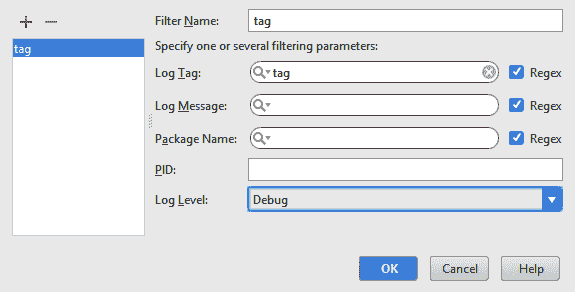 Filter Name: tag
tag
Specify one or several filtering parameters:
Log Tag: tag Regex
Log Message: Regex
Package Name: Regex
PID:
Log Level: Debug
OK Cancel Help